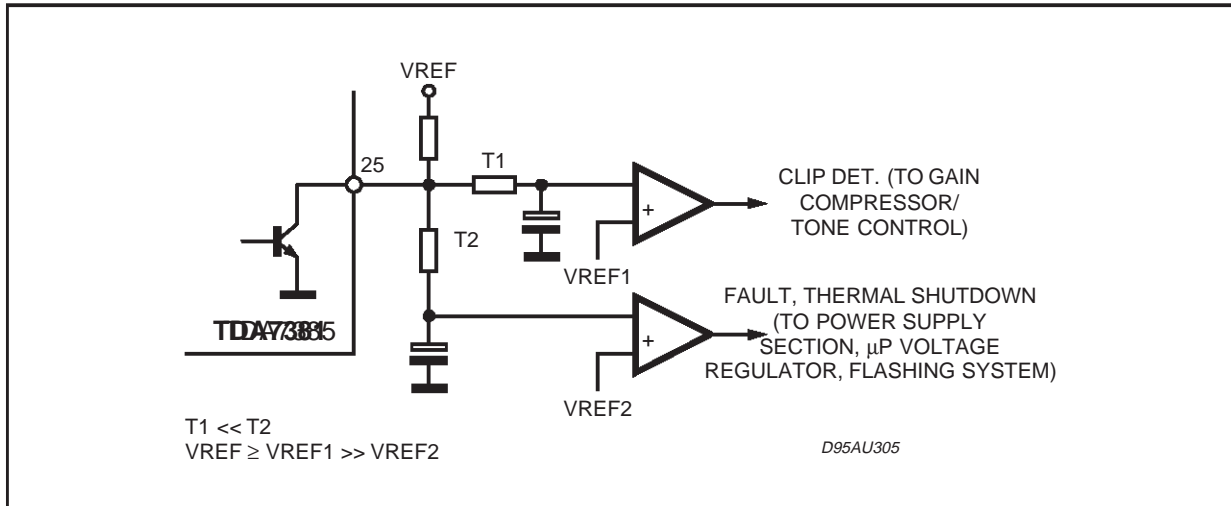 VREF
25
T1
T2
+
VREF1
CLIP DET. (TO GAIN
COMPRESSOR/
TONE CONTROL)
+
VREF2
FAULT, THERMAL SHUTDOWN
(TO POWER SUPPLY
SECTION, µP VOLTAGE
REGULATOR, FLASHING SYSTEM)
T1 << T2
VREF ≥ VREF1 >> VREF2
D95AU305